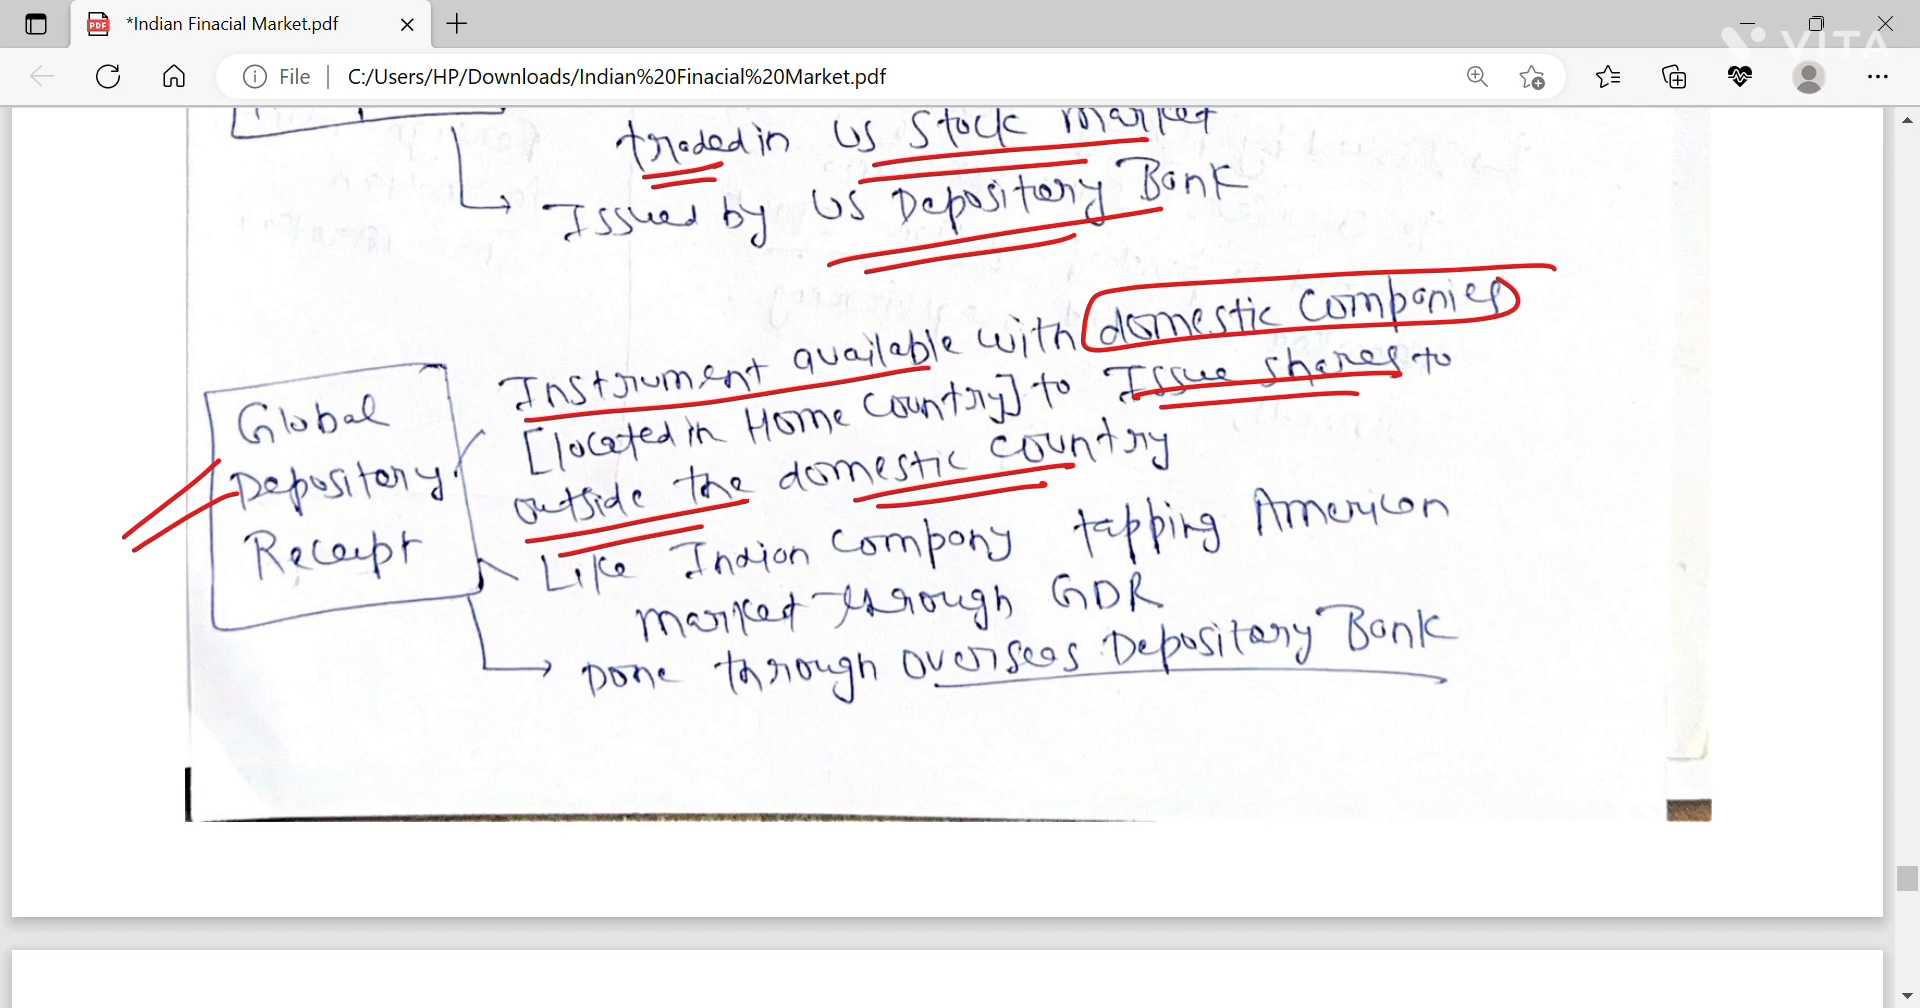 *Indian Finacial Market.pdf
VITA
File | C:/Users/HP/Downloads/Indian%20Finacial%20Market.pdf
traded in US Stock market
Issued by US Depository Bank
Instrument available with domestic Companies
[located in Home Country] to Issue shares to
outside the domestic country
Global
Depository
Receipt
Like Indian Company tapping American
market through GDR
Done through Overseas Depositary Bank